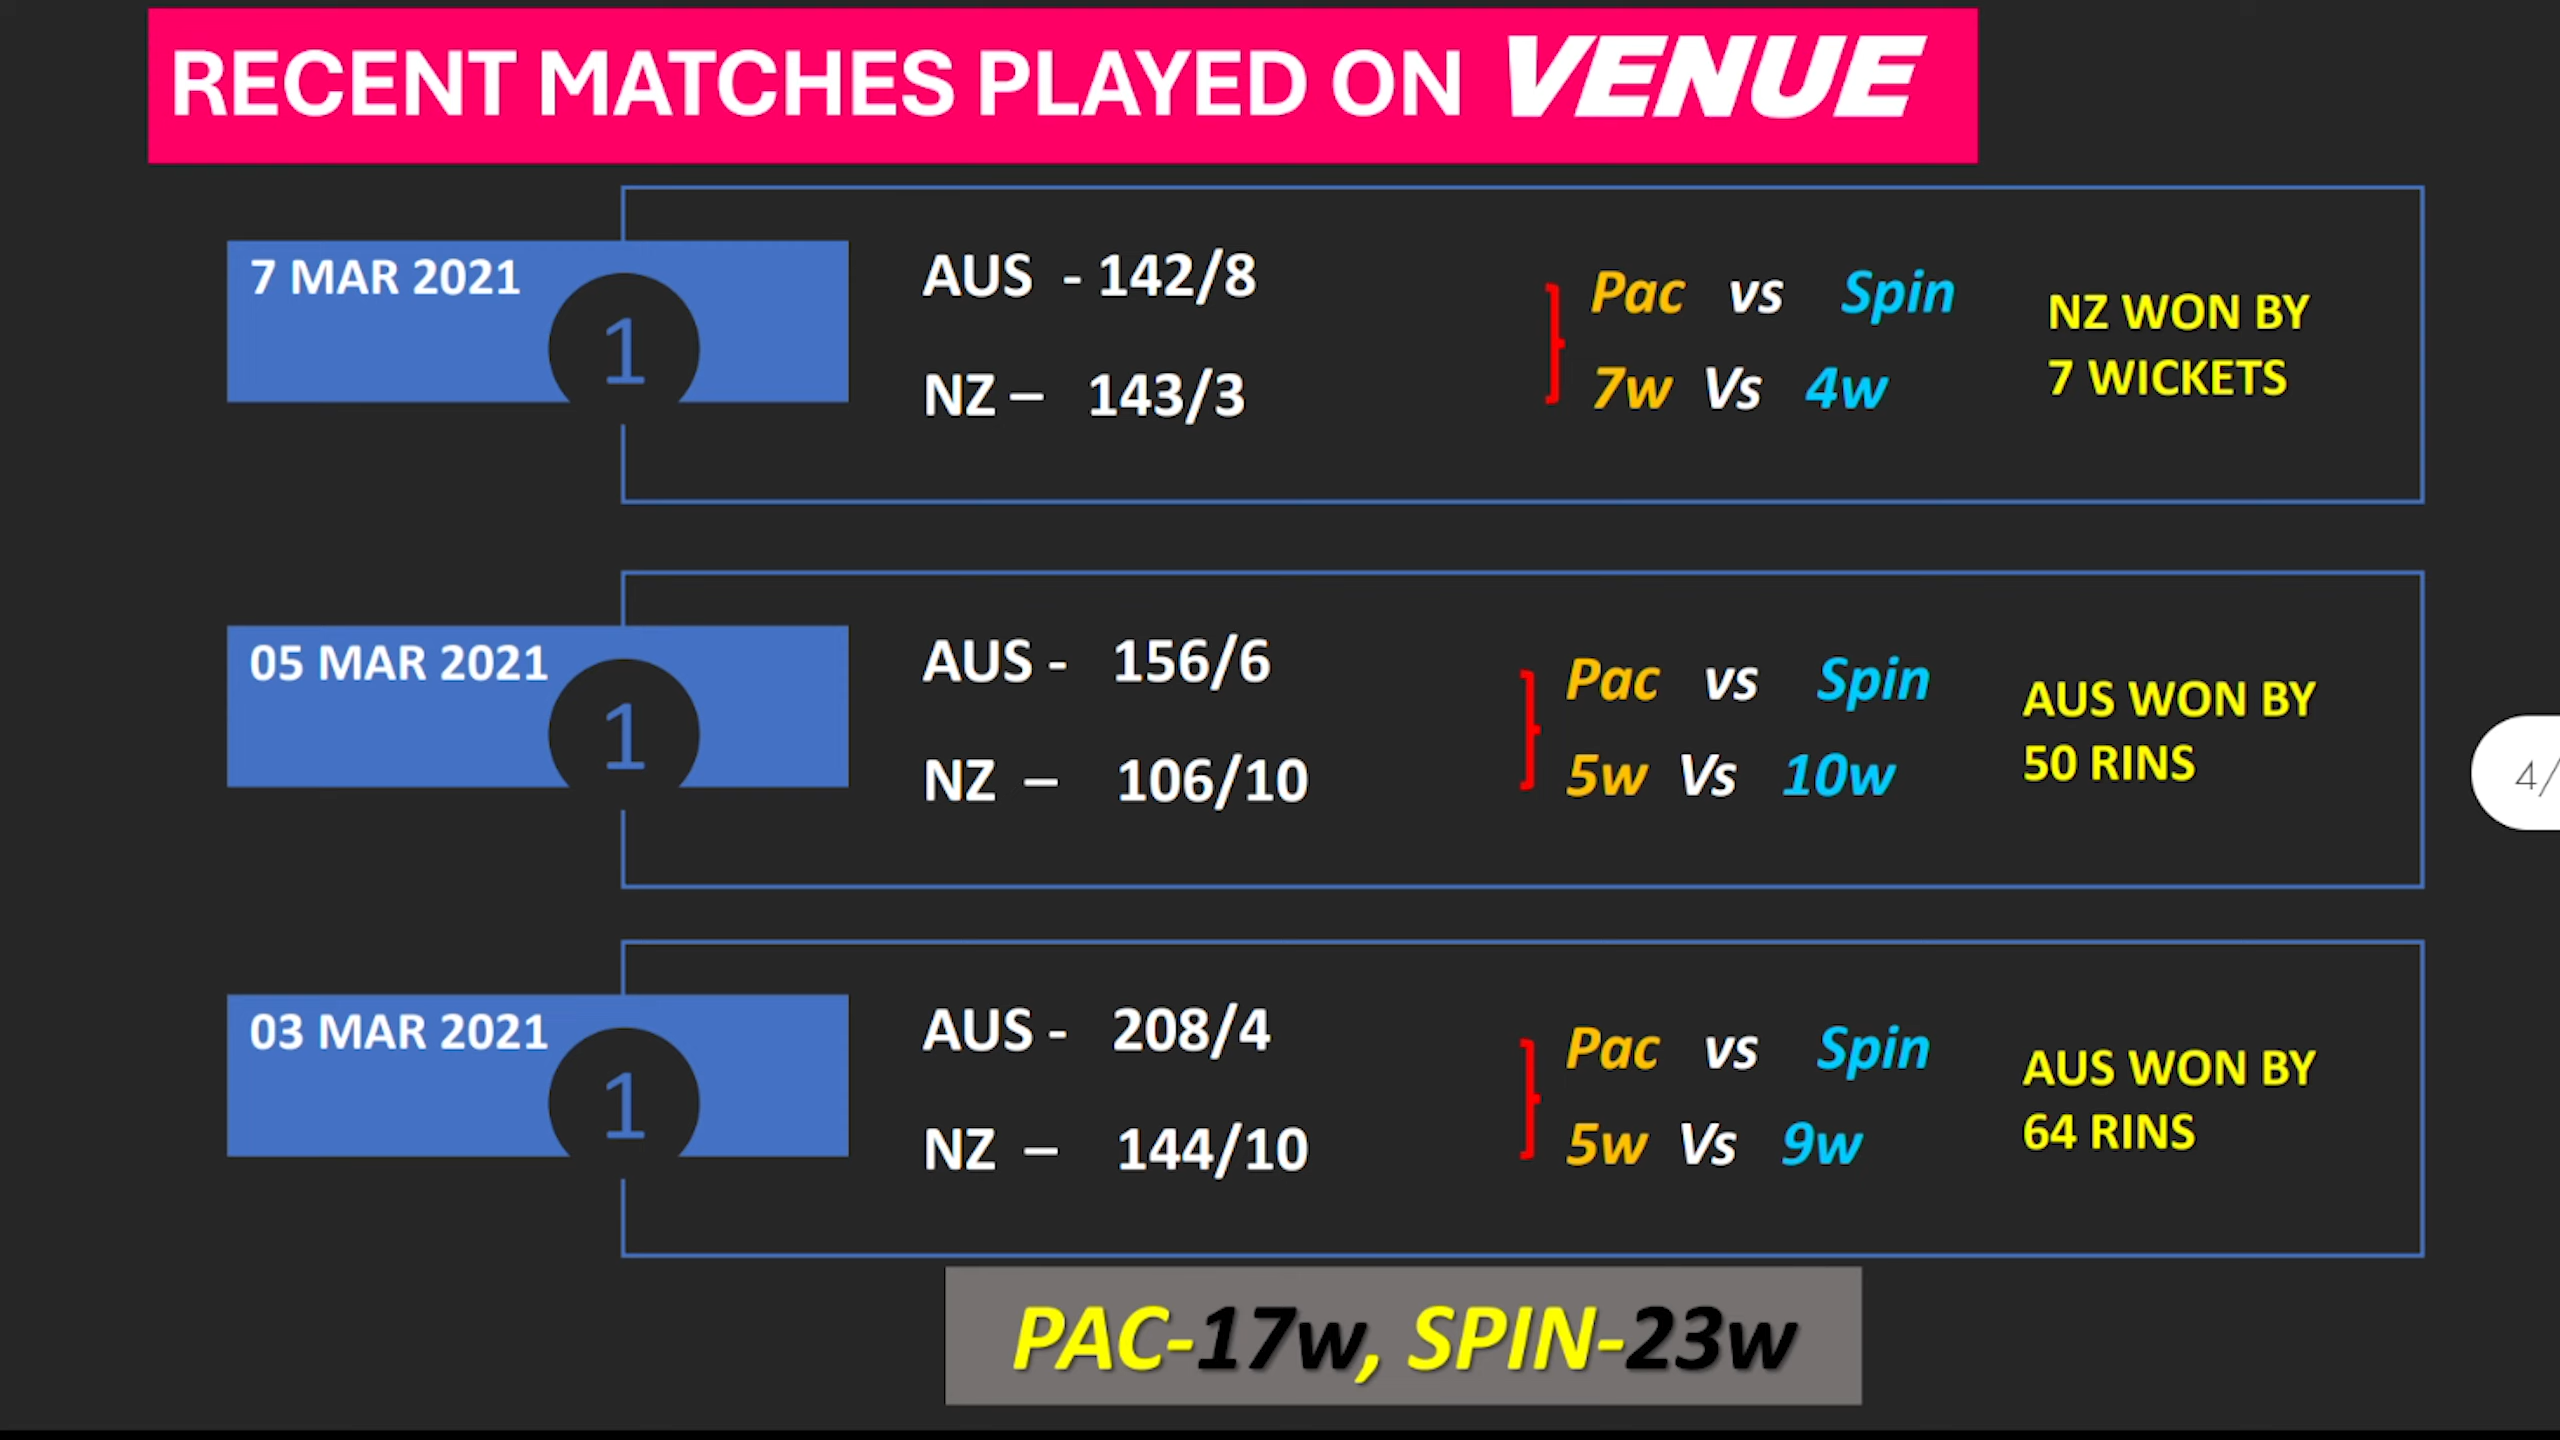 RECENT MATCHES PLAYED ON VENUE
7 MAR 2021
1
AUS - 142/8
NZ – 143/3
Pac vs Spin
7w Vs 4w
NZ WON BY
7 WICKETS
05 MAR 2021
1
AUS - 156/6
NZ – 106/10
Pac vs Spin
5w Vs 10w
AUS WON BY
50 RINS
4/
03 MAR 2021
1
AUS - 208/4
NZ – 144/10
Pac vs Spin
5w Vs 9w
AUS WON BY
64 RINS
PAC-17w, SPIN-23w